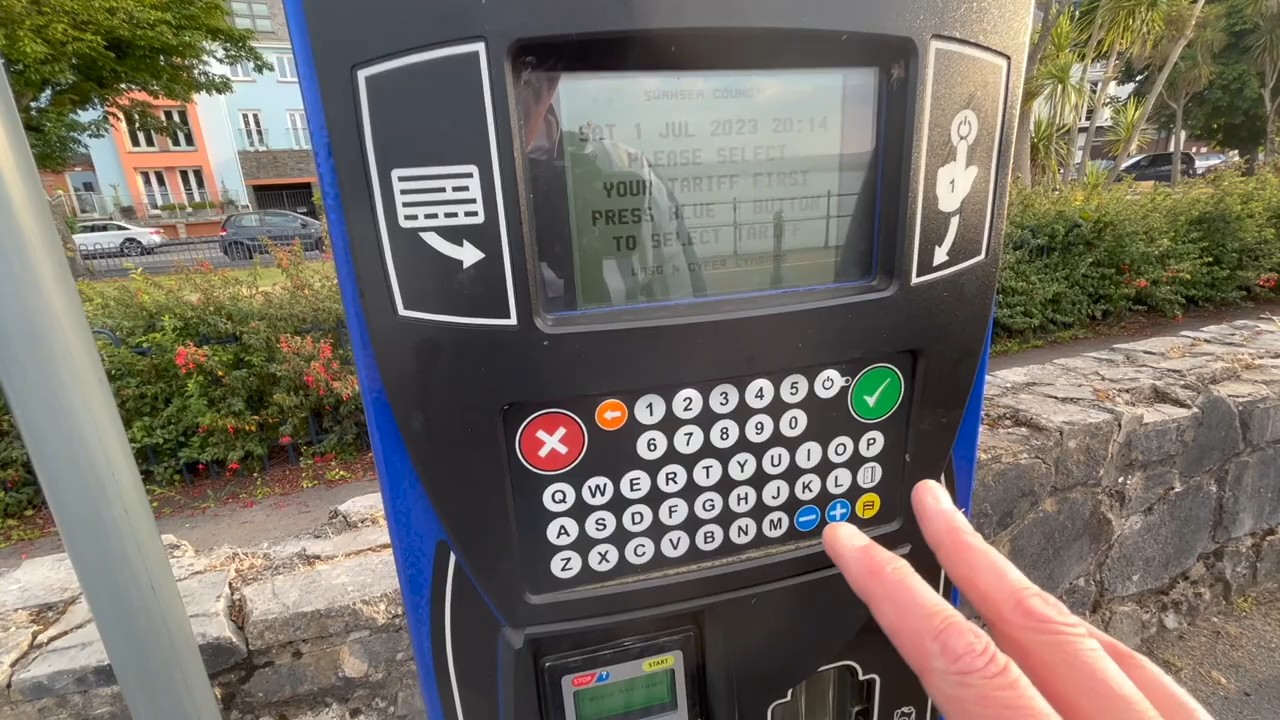 SWANSEA COUNCIL
SAT 1 JUL 2023 20:14
PLEASE SELECT
YOUR TARIFF FIRST
PRESS BLUE + BUTTON
TO SELECT TARIFF
1
1 2 3 4 5
6 7 8 9 0
Q W E R T Y U I O P
A S D F G H J K L
Z X C V B N M - +
STOP ? START